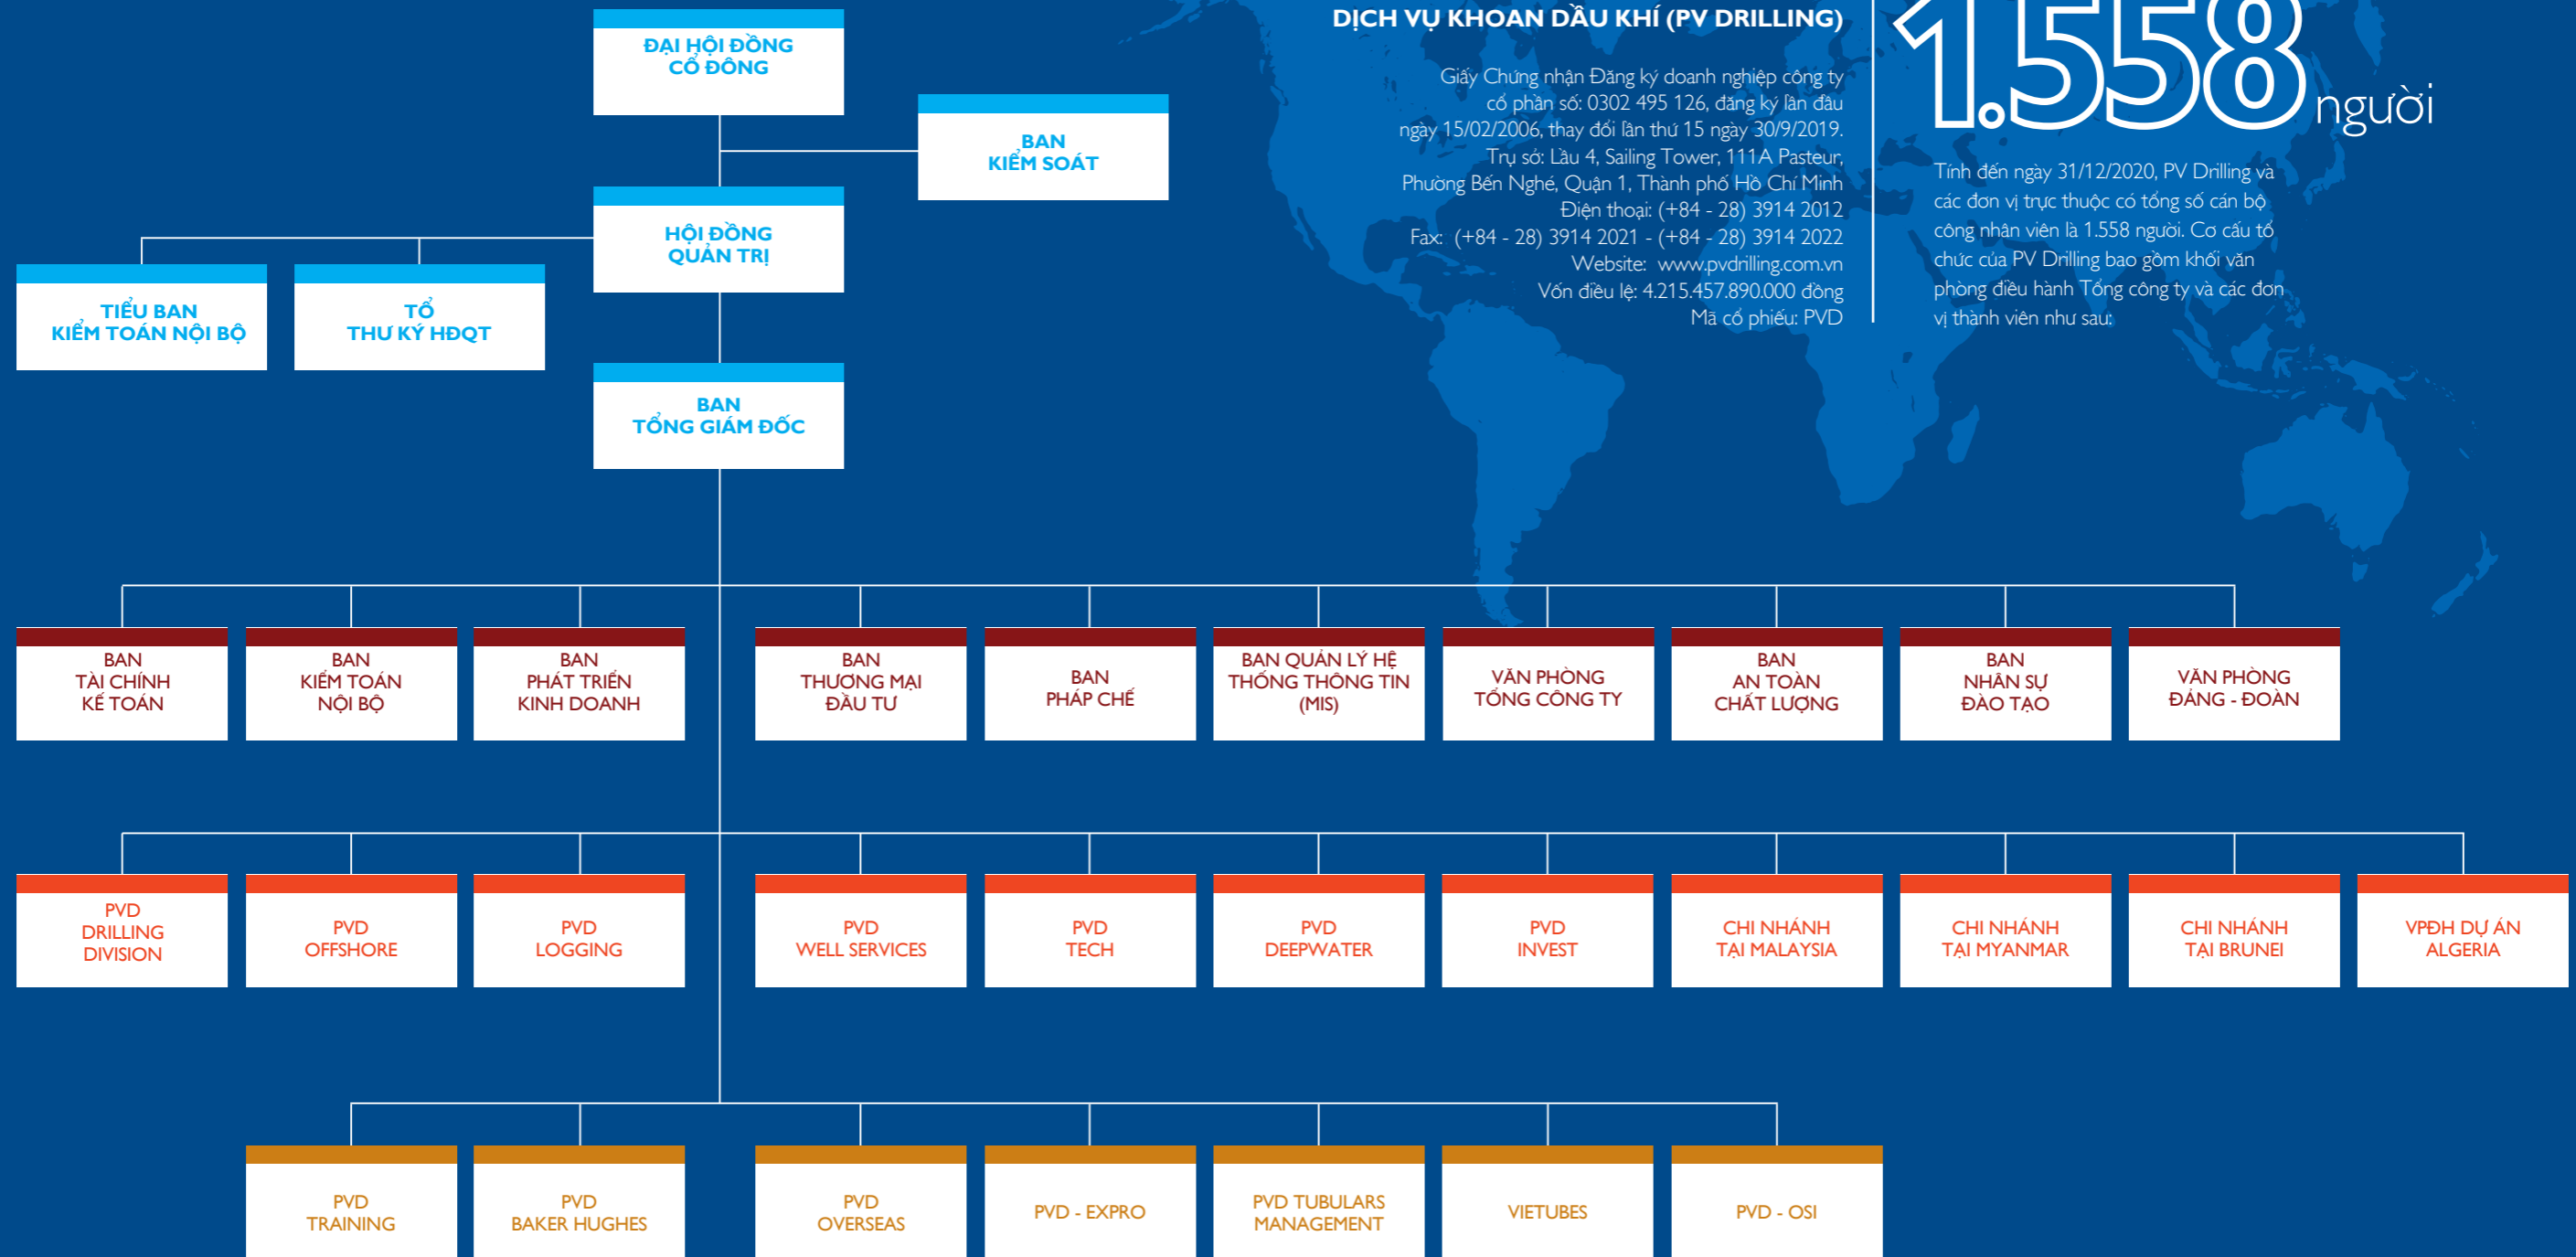 DỊCH VỤ KHOAN DẦU KHÍ (PV DRILLING)
Giấy Chứng nhận Đăng ký doanh nghiệp công ty
cổ phần số: 0302 495 126, đăng ký lần đầu
ngày 15/02/2006, thay đổi lần thứ 15 ngày 30/9/2019.
Trụ sở: Lầu 4, Sailing Tower, 111A Pasteur,
Phường Bến Nghé, Quận 1, Thành phố Hồ Chí Minh
Điện thoại: (+84 - 28) 3914 2012
Fax: (+84 - 28) 3914 2021 - (+84 - 28) 3914 2022
Website: www.pvdrilling.com.vn
Vốn điều lệ: 4.215.457.890.000 đồng
Mã cổ phiếu: PVD
1.558 người
Tính đến ngày 31/12/2020, PV Drilling và
các đơn vị trực thuộc có tổng số cán bộ
công nhân viên là 1.558 người. Cơ cấu tổ
chức của PV Drilling bao gồm khối văn
phòng điều hành Tổng công ty và các đơn
vị thành viên như sau:
ĐẠI HỘI ĐỒNG
CỔ ĐÔNG
BAN
KIỂM SOÁT
HỘI ĐỒNG
QUẢN TRỊ
TIỂU BAN
KIỂM TOÁN NỘI BỘ
TỔ
THƯ KÝ HĐQT
BAN
TỔNG GIÁM ĐỐC
BAN
TÀI CHÍNH
KẾ TOÁN
BAN
KIỂM TOÁN
NỘI BỘ
BAN
PHÁT TRIỂN
KINH DOANH
BAN
THƯƠNG MẠI
ĐẦU TƯ
BAN
PHÁP CHẾ
BAN QUẢN LÝ HỆ
THỐNG THÔNG TIN
(MIS)
VĂN PHÒNG
TỔNG CÔNG TY
BAN
AN TOÀN
CHẤT LƯỢNG
BAN
NHÂN SỰ
ĐÀO TẠO
VĂN PHÒNG
ĐẢNG - ĐOÀN
PVD
DRILLING
DIVISION
PVD
OFFSHORE
PVD
LOGGING
PVD
WELL SERVICES
PVD
TECH
PVD
DEEPWATER
PVD
INVEST
CHI NHÁNH
TẠI MALAYSIA
CHI NHÁNH
TẠI MYANMAR
CHI NHÁNH
TẠI BRUNEI
VPĐH DỰ ÁN
ALGERIA
PVD
TRAINING
PVD
BAKER HUGHES
PVD
OVERSEAS
PVD - EXPRO
PVD TUBULARS
MANAGEMENT
VIETUBES
PVD - OSI